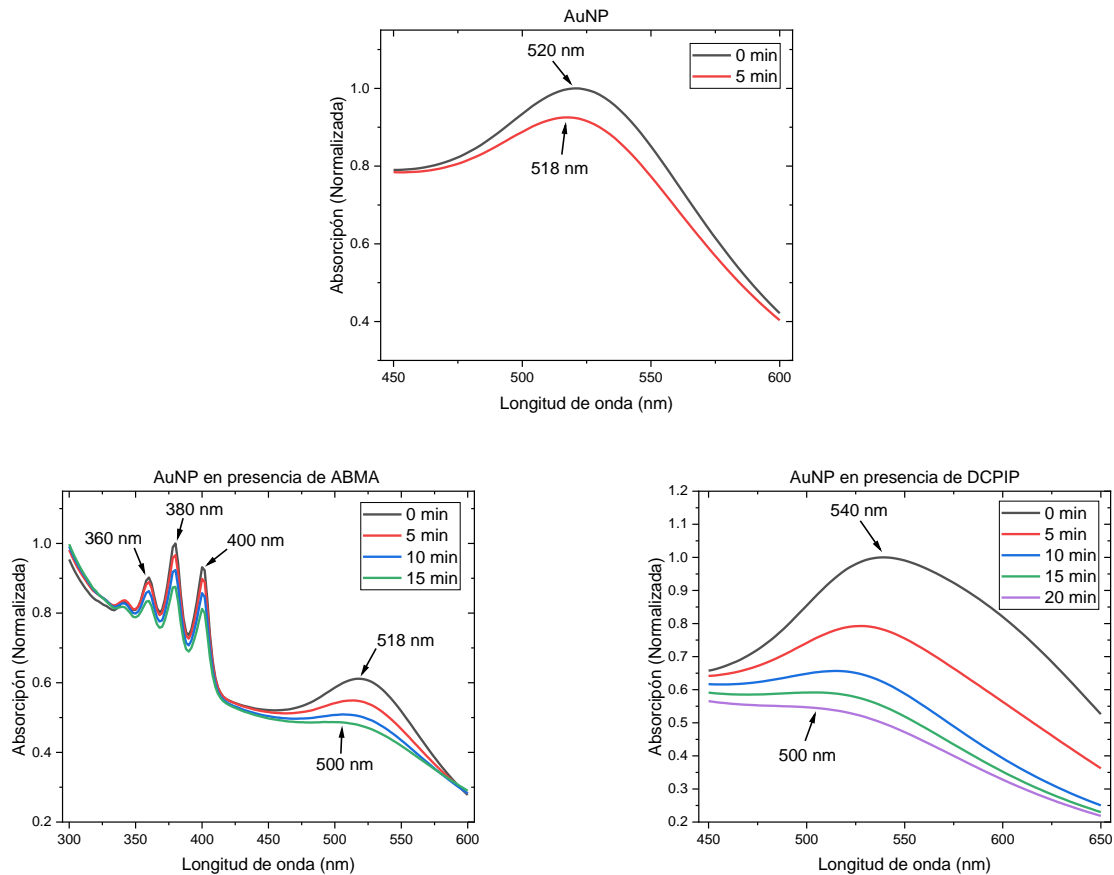 AuNP
520 nm
0 min
5 min
518 nm
Absorcipón (Normalizada)
1.0
0.8
0.6
0.4
450
500
550
600
Longitud de onda (nm)
AuNP en presencia de ABMA
380 nm
360 nm
400 nm
0 min
5 min
10 min
15 min
518 nm
500 nm
Absorcipón (Normalizada)
1.0
0.8
0.6
0.4
0.2
300
350
400
450
500
550
600
Longitud de onda (nm)
AuNP en presencia de DCPIP
540 nm
0 min
5 min
10 min
15 min
20 min
500 nm
Absorcipón (Normalizada)
1.2
1.1
1.0
0.9
0.8
0.7
0.6
0.5
0.4
0.3
0.2
450
500
550
600
650
Longitud de onda (nm)